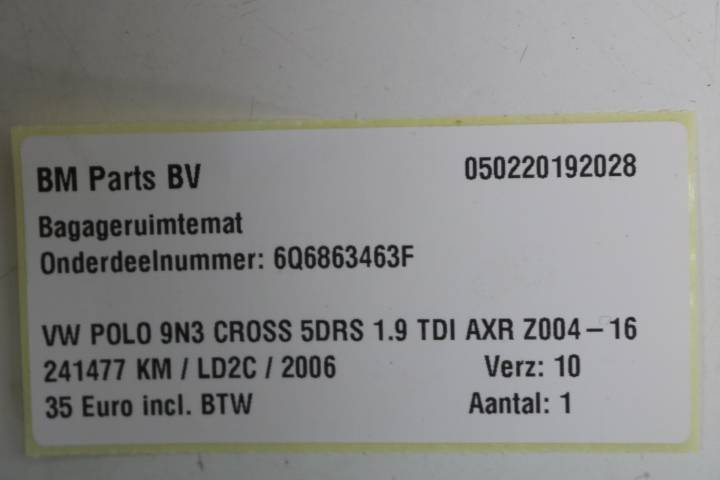 BM Parts BV 050220192028
Bagageruimtemat
Onderdeelnummer: 6Q6863463F
VW POLO 9N3 CROSS 5DRS 1.9 TDI AXR Z004-16
241477 KM / LD2C / 2006 Verz: 10
35 Euro incl. BTW Aantal: 1